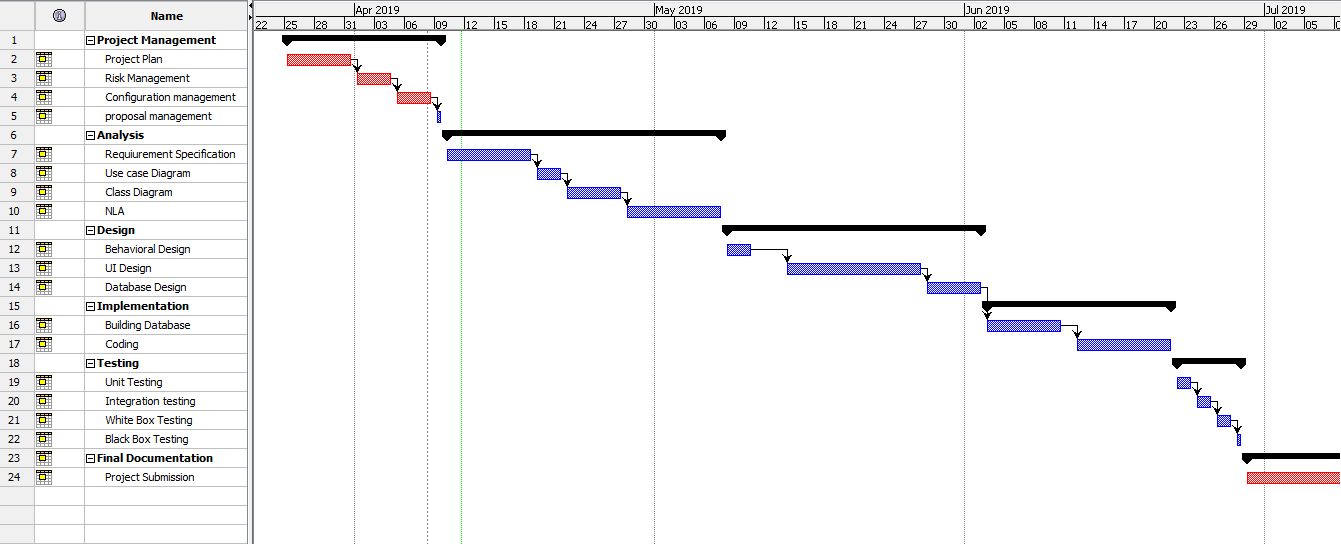 Apr 2019 May 2019 Jun 2019 Jul 2019
Name
22 25 28 31 03 06 09 12 15 18 21 24 27 30 03 06 09 12 15 18 21 24 27 30 02 05 08 11 14 17 20 23 26 29 02 05 08
1 Project Management
2 Project Plan
3 Risk Management
4 Configuration management
5 proposal management
6 Analysis
7 Requiurement Specification
8 Use case Diagram
9 Class Diagram
10 NLA
11 Design
12 Behavioral Design
13 UI Design
14 Database Design
15 Implementation
16 Building Database
17 Coding
18 Testing
19 Unit Testing
20 Integration testing
21 White Box Testing
22 Black Box Testing
23 Final Documentation
24 Project Submission